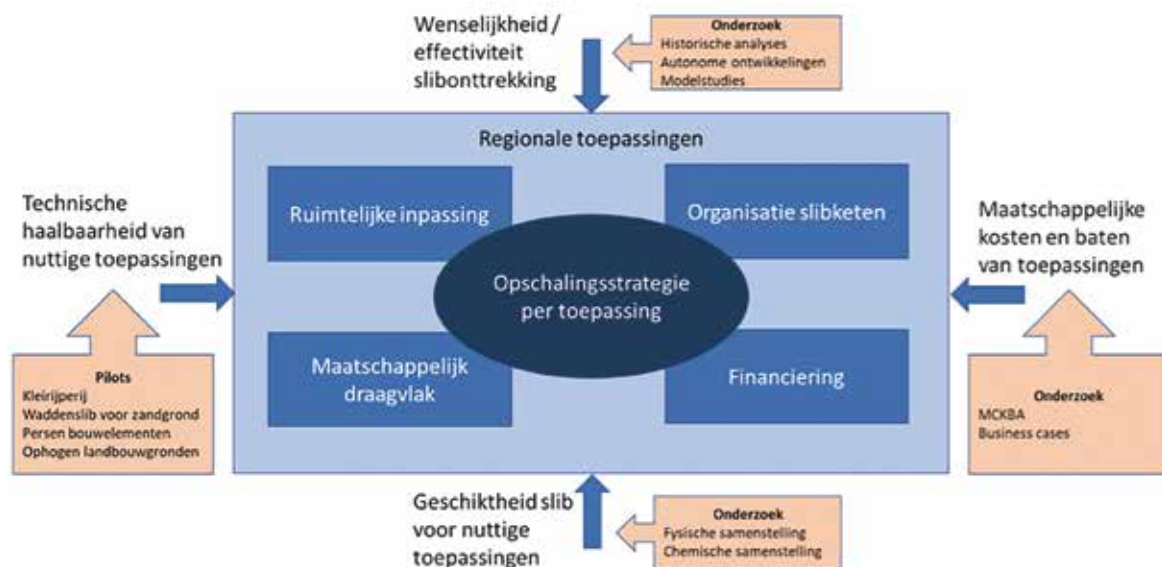 Wenselijkheid /
effectiviteit
slibonttrekking
Onderzoek
Historische analyses
Autonome ontwikkelingen
Modelstudies
Regionale toepassingen
Ruimtelijke inpassing
Organisatie slibketen
Technische
haalbaarheid van
nuttige toepassingen
Maatschappelijke
kosten en baten
van toepassingen
Opschalingsstrategie
per toepassing
Maatschappelijk
draagvlak
Financiering
Pilots
Kleirijperij
Waddenslib voor zandgrond
Persen bouwelementen
Ophogen landbouwgronden
Onderzoek
MCKBA
Business cases
Geschiktheid slib
voor nuttige
toepassingen
Onderzoek
Fysische samenstelling
Chemische samenstelling